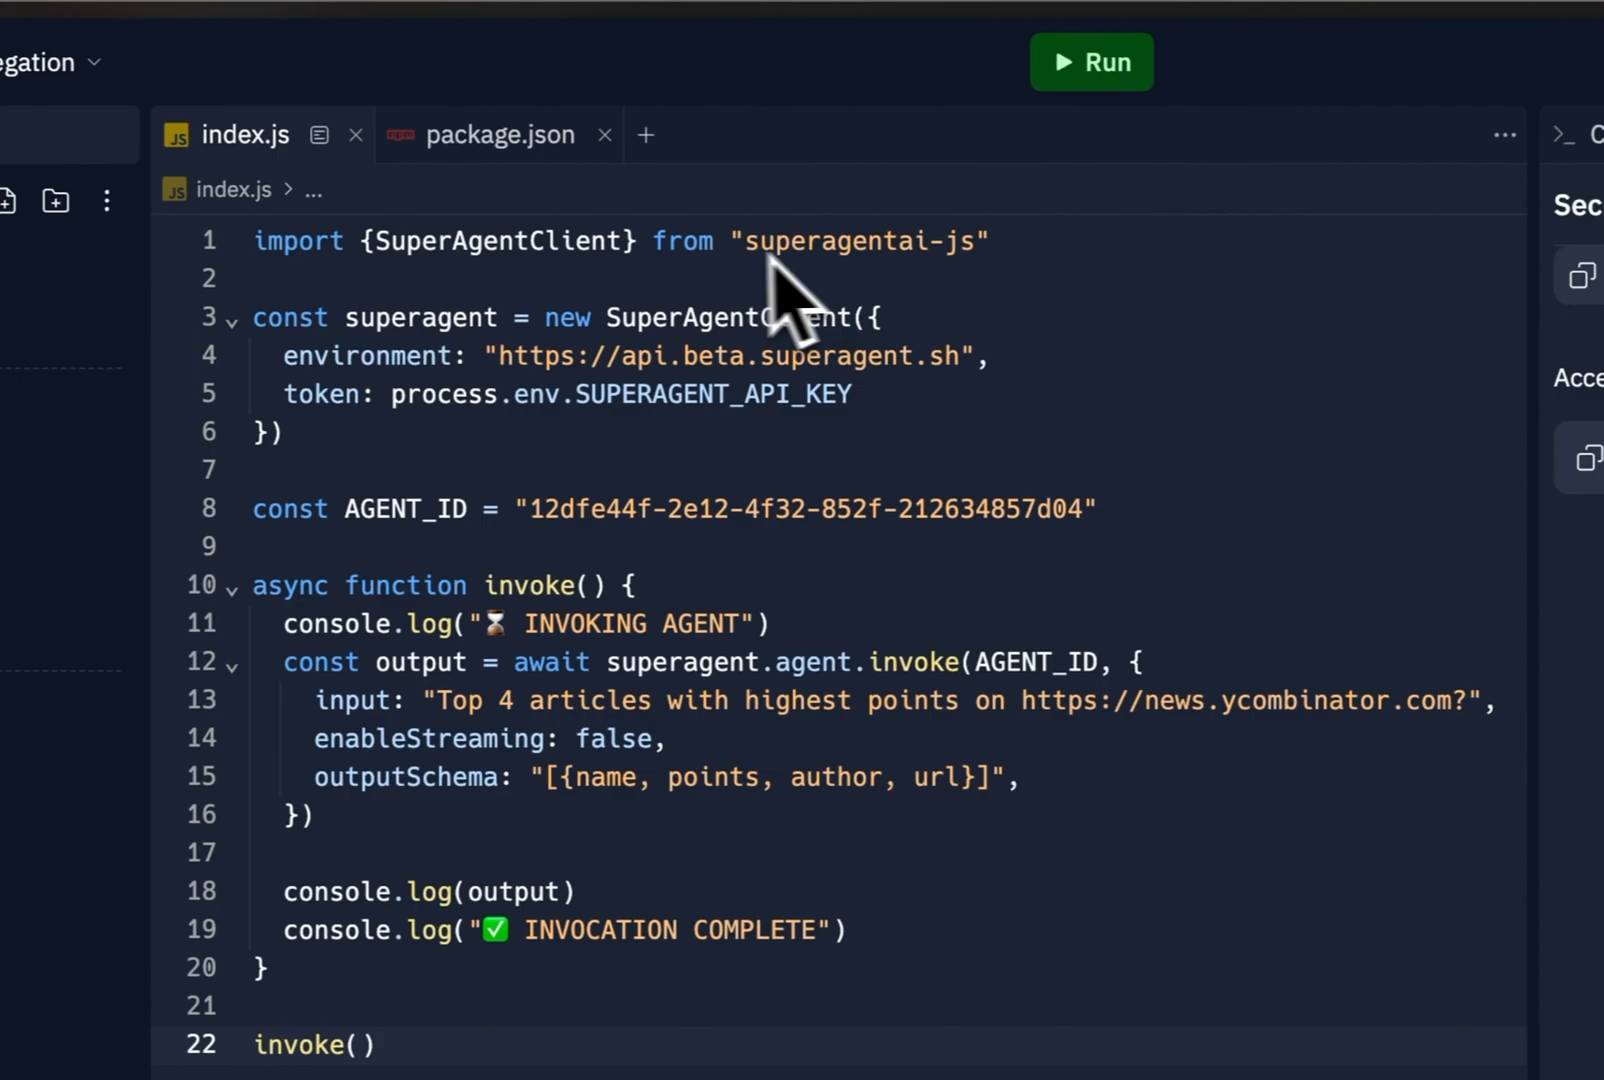 egation
Run
index.js
package.json
index.js > ...
1 import {SuperAgentClient} from "superagentai-js"
2
3 const superagent = new SuperAgentClient({
4 environment: "https://api.beta.superagent.sh",
5 token: process.env.SUPERAGENT_API_KEY
6 })
7
8 const AGENT_ID = "12dfe44f-2e12-4f32-852f-212634857d04"
9
10 async function invoke() {
11 console.log("⏳ INVOKING AGENT")
12 const output = await superagent.agent.invoke(AGENT_ID, {
13 input: "Top 4 articles with highest points on https://news.ycombinator.com?",
14 enableStreaming: false,
15 outputSchema: "[{name, points, author, url}]",
16 })
17
18 console.log(output)
19 console.log("✅ INVOCATION COMPLETE")
20 }
21
22 invoke()
>_ C
Sec
Acce